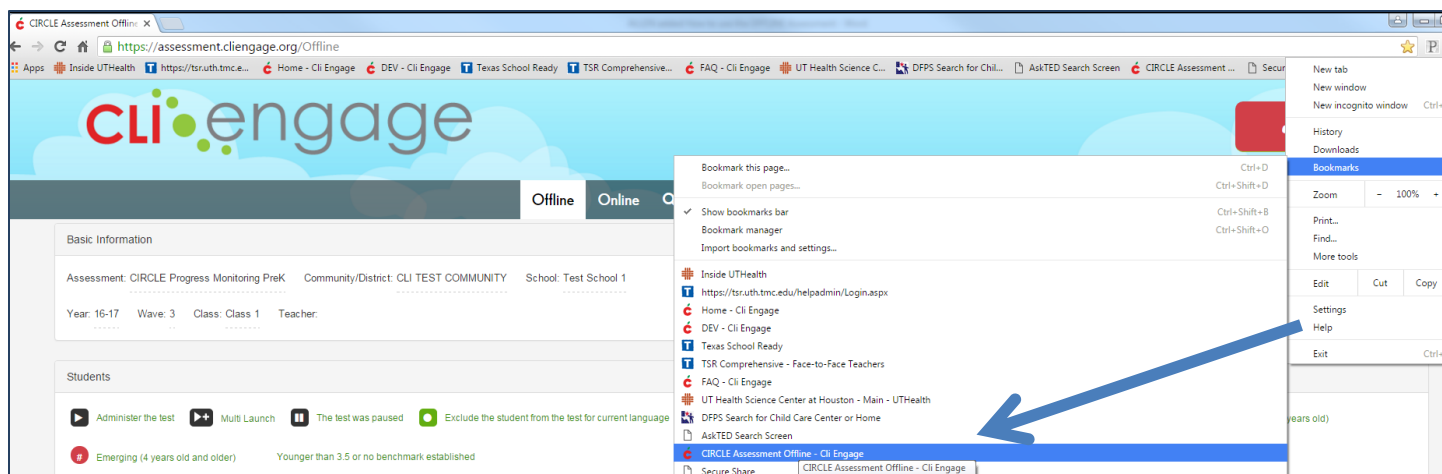 CIRCLE Assessment Offline
https://assessment.cliengage.org/Offline
Apps Inside UTHealth https://tsr.uth.tmc.e... Home - Cli Engage DEV - Cli Engage Texas School Ready TSR Comprehensive... FAQ - Cli Engage UT Health Science C... DFPS Search for Chil... AskTED Search Screen CIRCLE Assessment ... Secur
cli engage
Offline Online
Basic Information
Assessment: CIRCLE Progress Monitoring PreK Community/District: CLI TEST COMMUNITY School: Test School 1
Year: 16-17 Wave: 3 Class: Class 1 Teacher:
Students
Administer the test Multi Launch The test was paused Exclude the student from the test for current language
years old)
# Emerging (4 years old and older) Younger than 3.5 or no benchmark established
Bookmark this page... Ctrl+D
Bookmark open pages... Ctrl+Shift+D
Show bookmarks bar Ctrl+Shift+B
Bookmark manager Ctrl+Shift+O
Import bookmarks and settings...
Inside UTHealth
https://tsr.uth.tmc.edu/helpadmin/Login.aspx
Home - Cli Engage
DEV - Cli Engage
Texas School Ready
TSR Comprehensive - Face-to-Face Teachers
FAQ - Cli Engage
UT Health Science Center at Houston - Main - UTHealth
DFPS Search for Child Care Center or Home
AskTED Search Screen
CIRCLE Assessment Offline - Cli Engage
Secure Share
CIRCLE Assessment Offline - Cli Engage
New tab
New window
New incognito window Ctrl+
History
Downloads
Bookmarks
Zoom - 100% +
Print...
Find...
More tools
Edit Cut Copy
Settings
Help
Exit Ctrl+